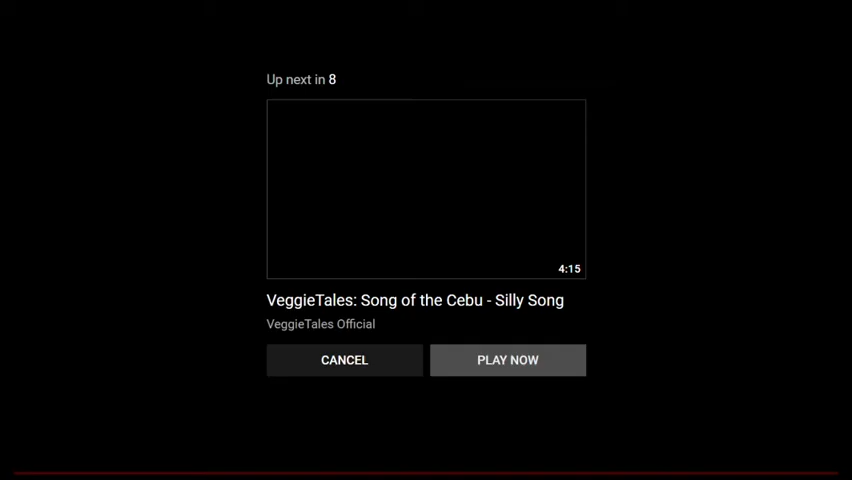 Up next in 8
4:15
VeggieTales: Song of the Cebu - Silly Song
VeggieTales Official
CANCEL
PLAY NOW